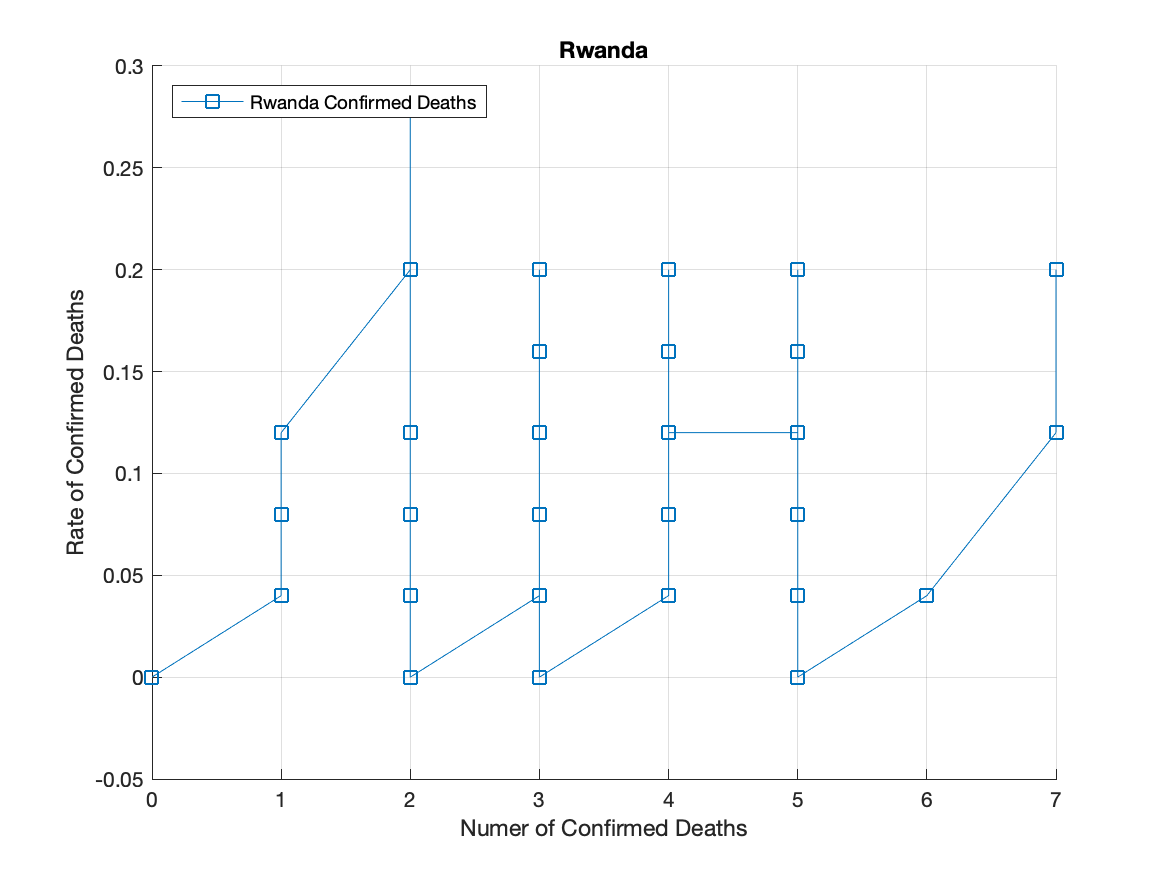 Rwanda
Rwanda Confirmed Deaths
Rate of Confirmed Deaths
0.3
0.25
0.2
0.15
0.1
0.05
0
-0.05
0 1 2 3 4 5 6 7
Numer of Confirmed Deaths